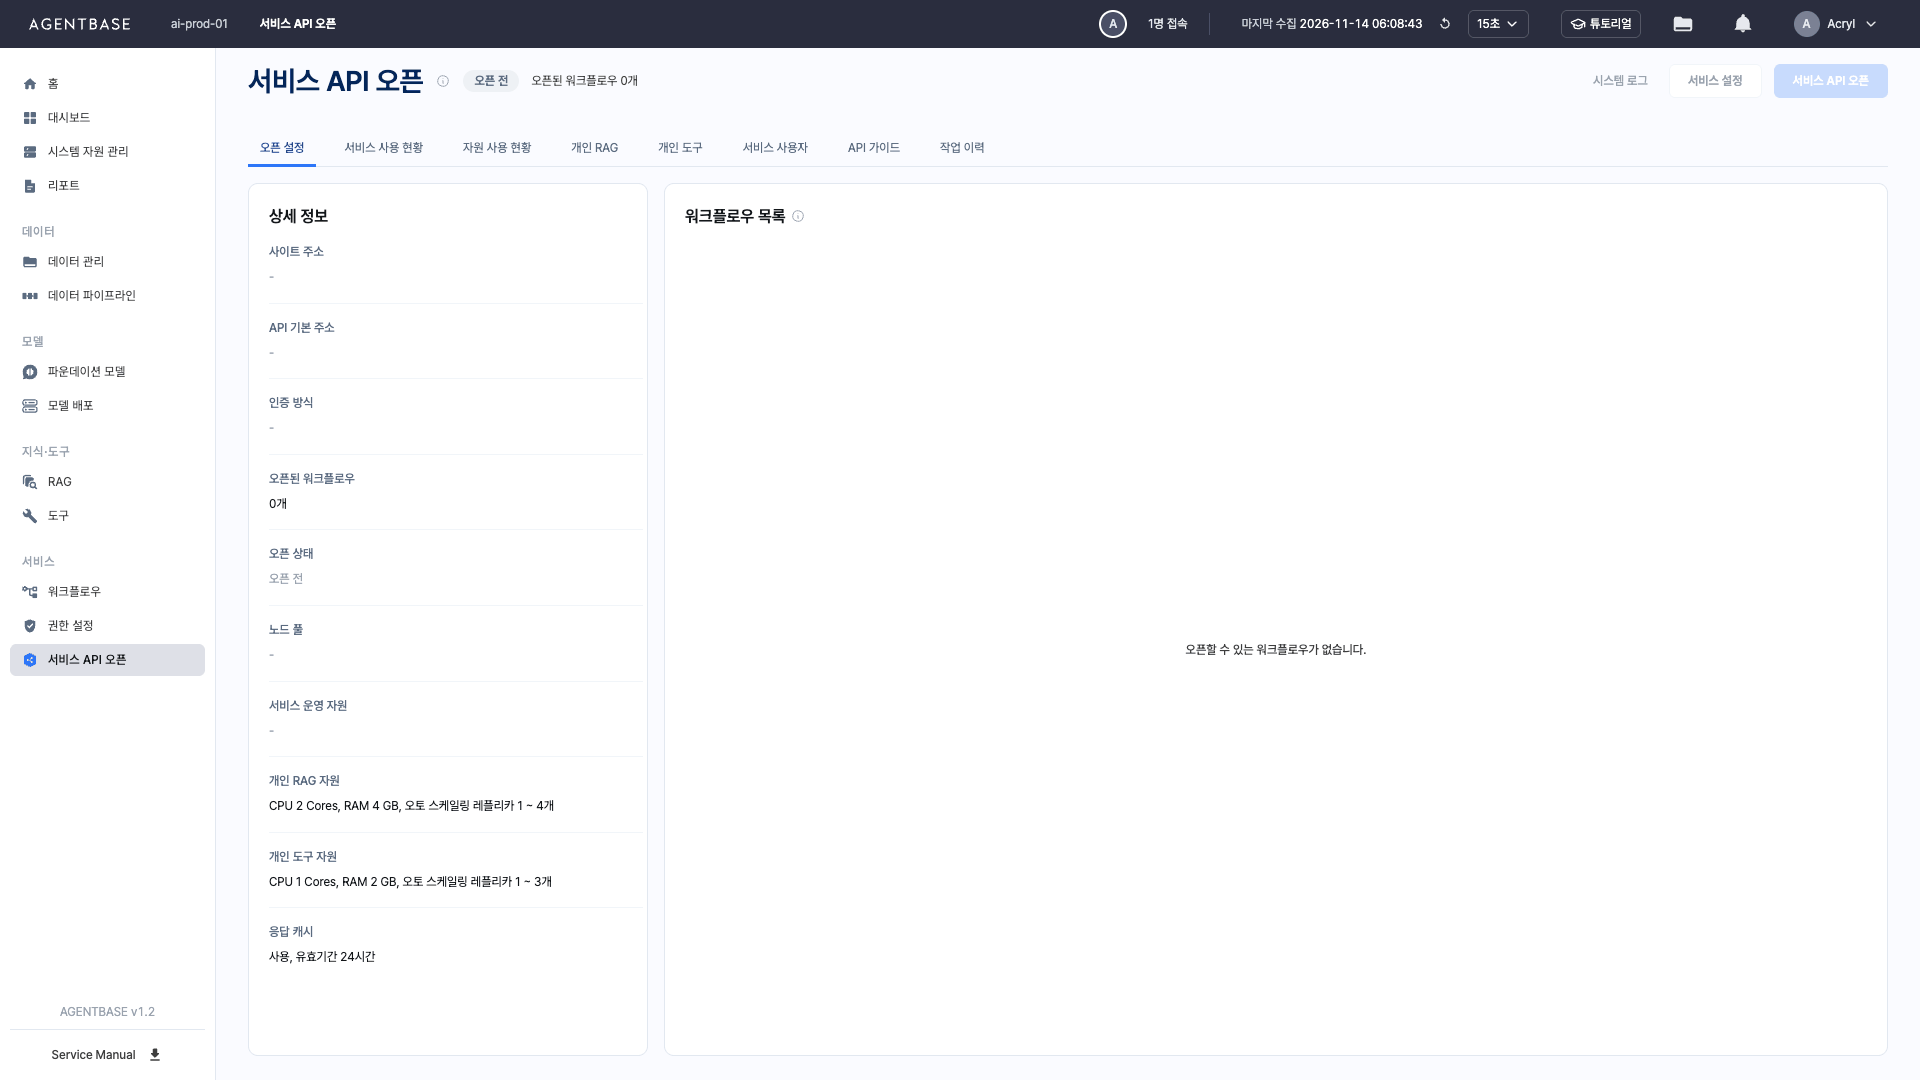 AGENTBASE
ai-prod-01
서비스 API 오픈
A
1명 접속
마지막 수집 2026-11-14 06:08:43
15초
튜토리얼
A
Acryl
홈
대시보드
시스템 자원 관리
리포트
데이터
데이터 관리
데이터 파이프라인
모델
파운데이션 모델
모델 배포
지식·도구
RAG
도구
서비스
워크플로우
권한 설정
서비스 API 오픈
AGENTBASE v1.2
Service Manual
서비스 API 오픈
오픈 전
오픈된 워크플로우 0개
시스템 로그
서비스 설정
서비스 API 오픈
오픈 설정
서비스 사용 현황
자원 사용 현황
개인 RAG
개인 도구
서비스 사용자
API 가이드
작업 이력
상세 정보
사이트 주소
-
API 기본 주소
-
인증 방식
-
오픈된 워크플로우
0개
오픈 상태
오픈 전
노드 풀
-
서비스 운영 자원
-
개인 RAG 자원
CPU 2 Cores, RAM 4 GB, 오토 스케일링 레플리카 1 ~ 4개
개인 도구 자원
CPU 1 Cores, RAM 2 GB, 오토 스케일링 레플리카 1 ~ 3개
응답 캐시
사용, 유효기간 24시간
워크플로우 목록
오픈할 수 있는 워크플로우가 없습니다.